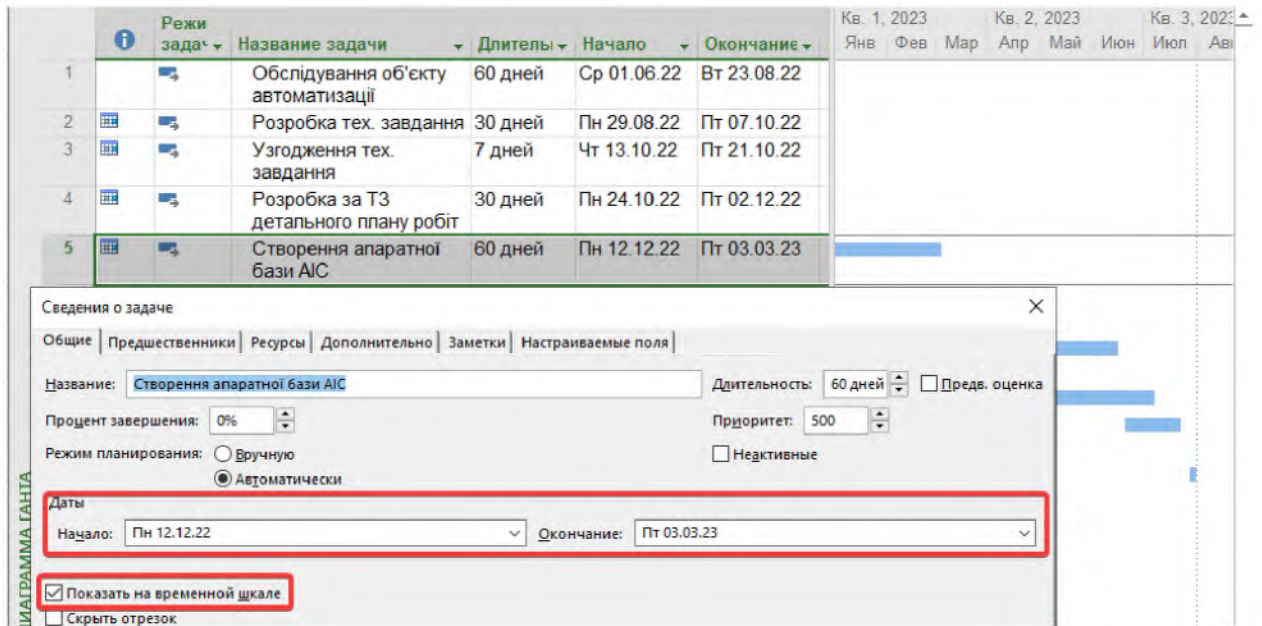 Кв. 1, 2023 Кв. 2, 2023 Кв. 3, 2023
Режи
задач Название задачи Длителы Начало Окончание Янв Фев Мар Апр Май Июн Июл Авг
1 Обслідування об'єкту 60 дней Ср 01.06.22 Вт 23.08.22
автоматизації
2 Розробка тех. завдання 30 дней Пн 29.08.22 Пт 07.10.22
3 Узгодження тех. 7 дней Чт 13.10.22 Пт 21.10.22
завдання
4 Розробка за ТЗ 30 дней Пн 24.10.22 Пт 02.12.22
детального плану робіт
5 Створення апаратної 60 дней Пн 12.12.22 Пт 03.03.23
бази АІС
Сведения о задаче
Общие Предшественники Ресурсы Дополнительно Заметки Настраиваемые поля
Название: Створення апаратної бази АІС Длительность: 60 дней Предв. оценка
Процент завершения: 0% Приоритет: 500
Режим планирования: Вручную Неактивные
Автоматически
Даты
Начало: Пн 12.12.22 Окончание: Пт 03.03.23
Показать на временной шкале
Скрыть отрезок
ДИАГРАММА ГАНТА